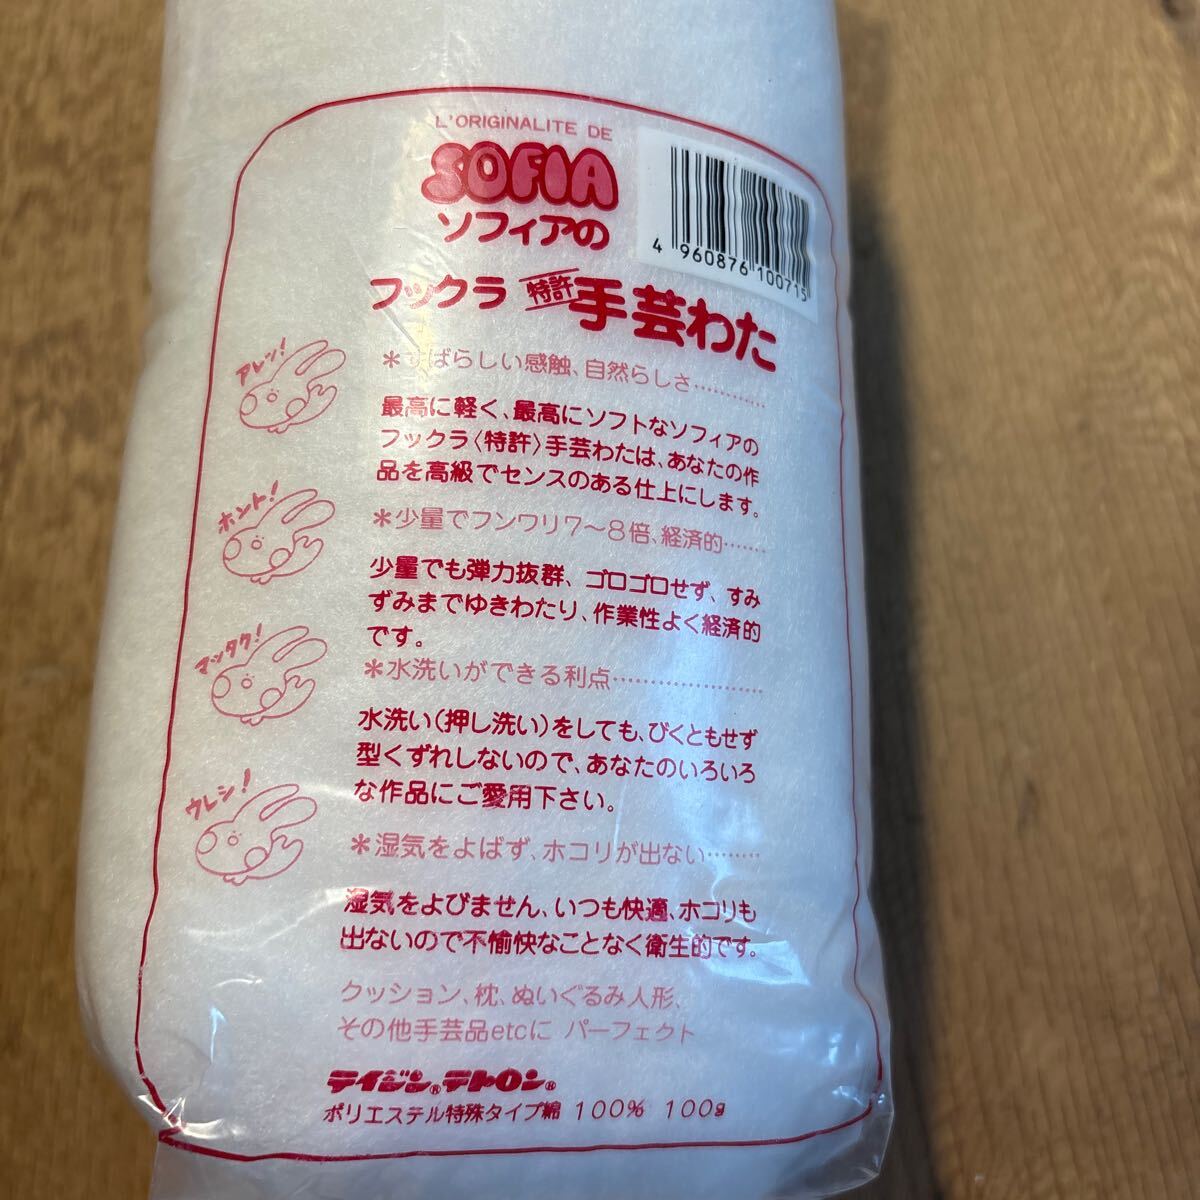 L'ORIGINALITE DE
SOFIA
ソフィアの
4 960876 100715
フックラ 特許 手芸わた
アレッ!
＊すばらしい感触、自然らしさ…………
最高に軽く、最高にソフトなソフィアの
フックラ〈特許〉手芸わたは、あなたの作
品を高級でセンスのある仕上にします。
ホント!
＊少量でフンワリ7〜8倍、経済的……
少量でも弾力抜群、ゴロゴロせず、すみ
ずみまでゆきわたり、作業性よく経済的
です。
マッタク!
＊水洗いができる利点…………………
水洗い(押し洗い)をしても、びくともせず
型くずれしないので、あなたのいろいろ
な作品にご愛用下さい。
ウレシ!
＊湿気をよばず、ホコリが出ない………
湿気をよびません、いつも快適、ホコリも
出ないので不愉快なことなく衛生的です。
クッション、枕、ぬいぐるみ人形、
その他手芸品etcに パーフェクト
テイジン®テトロン®
ポリエステル特殊タイプ綿 100% 100g